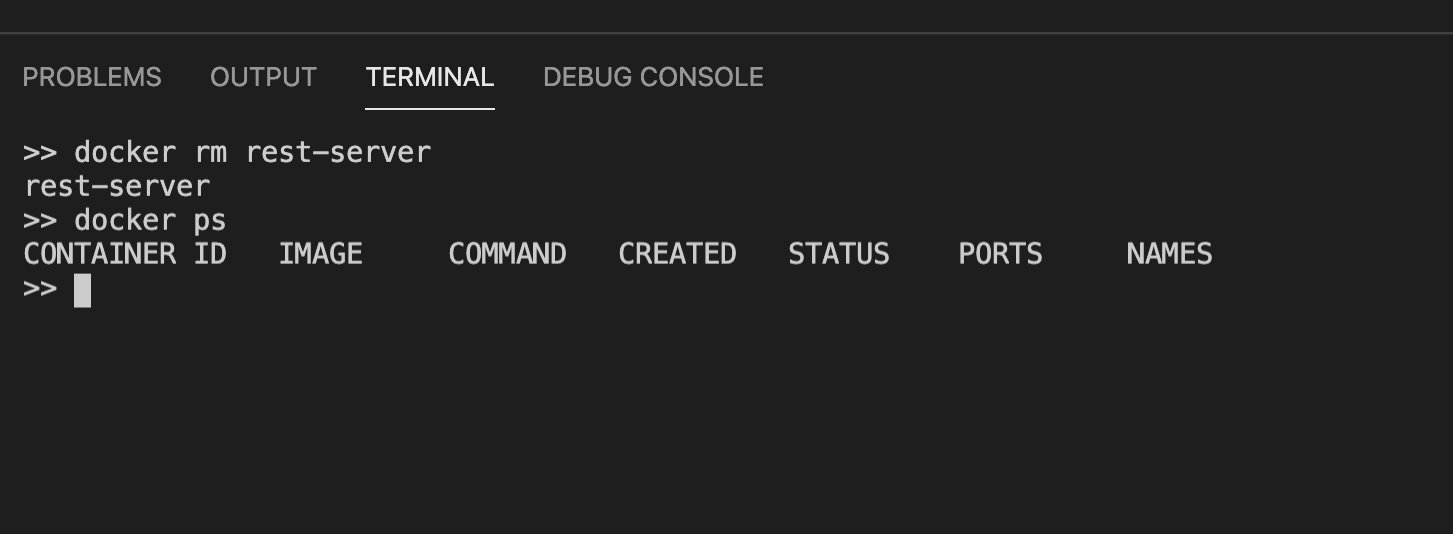 PROBLEMS OUTPUT TERMINAL DEBUG CONSOLE
>> docker rm rest-server
rest-server
>> docker ps
CONTAINER ID IMAGE COMMAND CREATED STATUS PORTS NAMES
>>